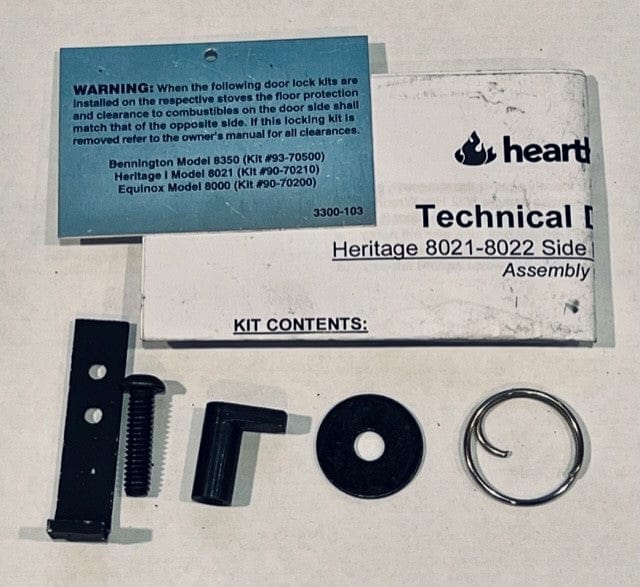 WARNING: When the following door lock kits are
installed on the respective stoves the floor protection
and clearance to combustibles on the door side shall
match that of the opposite side. If this locking kit is
removed refer to the owner's manual for all clearances.
Bennington Model 8350 (Kit #93-70500)
Heritage I Model 8021 (Kit #90-70210)
Equinox Model 8000 (Kit #90-70200)
3300-103
heart
Technical
Heritage 8021-8022 Side
Assembly
KIT CONTENTS: